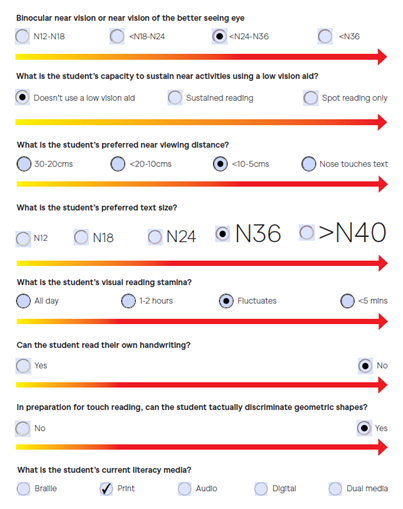 Binocular near vision or near vision of the better seeing eye
N12-N18 <N18-N24 <N24-N36 <N36
What is the student's capacity to sustain near activities using a low vision aid?
Doesn't use a low vision aid Sustained reading Spot reading only
What is the student's preferred near viewing distance?
30-20cms <20-10cms <10-5cms Nose touches text
What is the student's preferred text size?
N12 N18 N24 N36 >N40
What is the student's visual reading stamina?
All day 1-2 hours Fluctuates <5 mins
Can the student read their own handwriting?
Yes No
In preparation for touch reading, can the student tactually discriminate geometric shapes?
No Yes
What is the student's current literacy media?
Braille Print Audio Digital Dual media